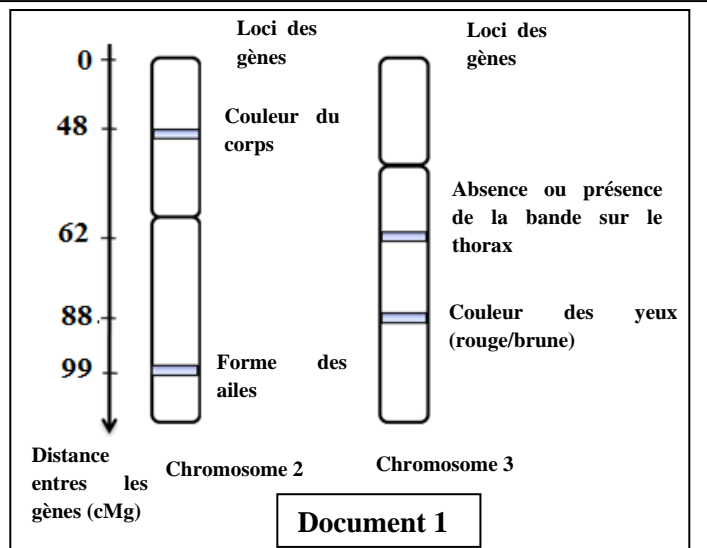 Loci des
gènes
Loci des
gènes
0
48
Couleur du
corps
Absence ou présence
de la bande sur le
thorax
62
88.
Couleur des yeux
(rouge/brune)
99
Forme des
ailes
Distance
entres les
gènes (cMg)
Chromosome 2
Chromosome 3
Document 1